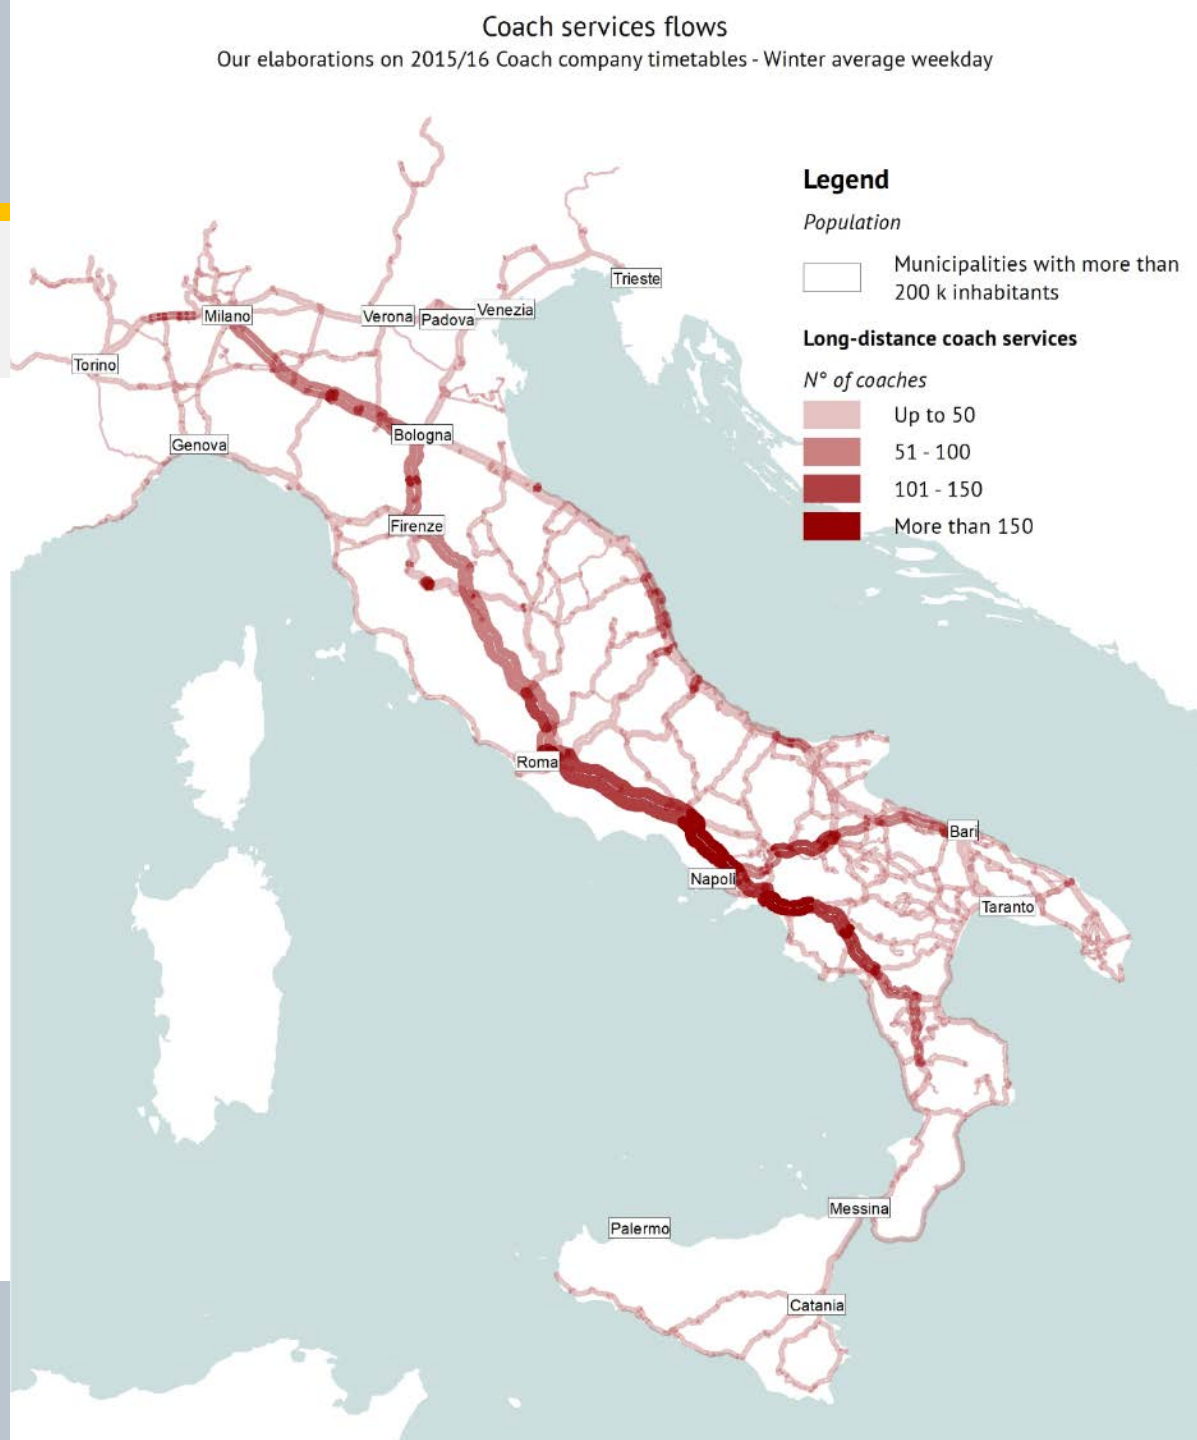 Coach services flows
Our elaborations on 2015/16 Coach company timetables - Winter average weekday
Legend
Population
Municipalities with more than
200 k inhabitants
Long-distance coach services
N° of coaches
Up to 50
51 - 100
101 - 150
More than 150
Trieste
Milano
Verona
Padova
Venezia
Torino
Bologna
Genova
Firenze
Roma
Bari
Napoli
Taranto
Messina
Palermo
Catania